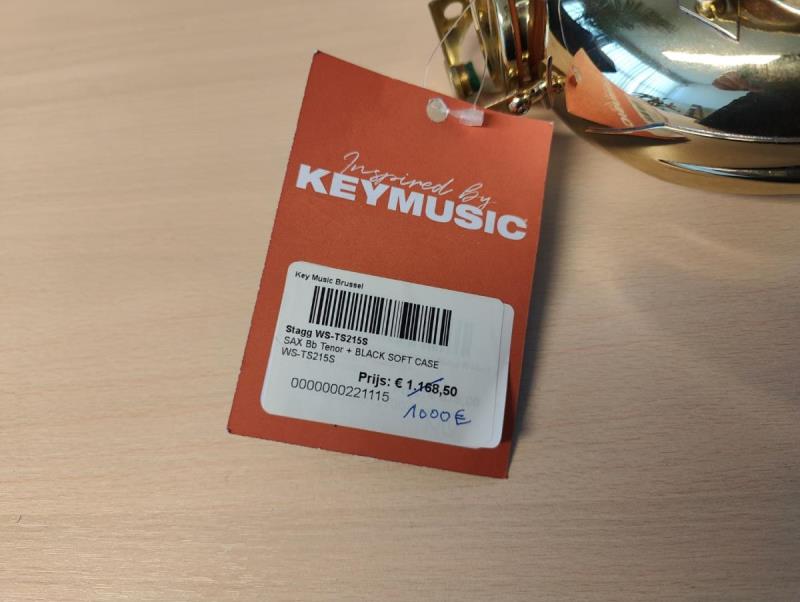 Inspired By
KEYMUSIC
Key Music Brussel
Stagg WS-TS215S
SAX Bb Tenor + BLACK SOFT CASE
WS-TS215S
Prijs: € 1.168,50
0000000221115
1000€